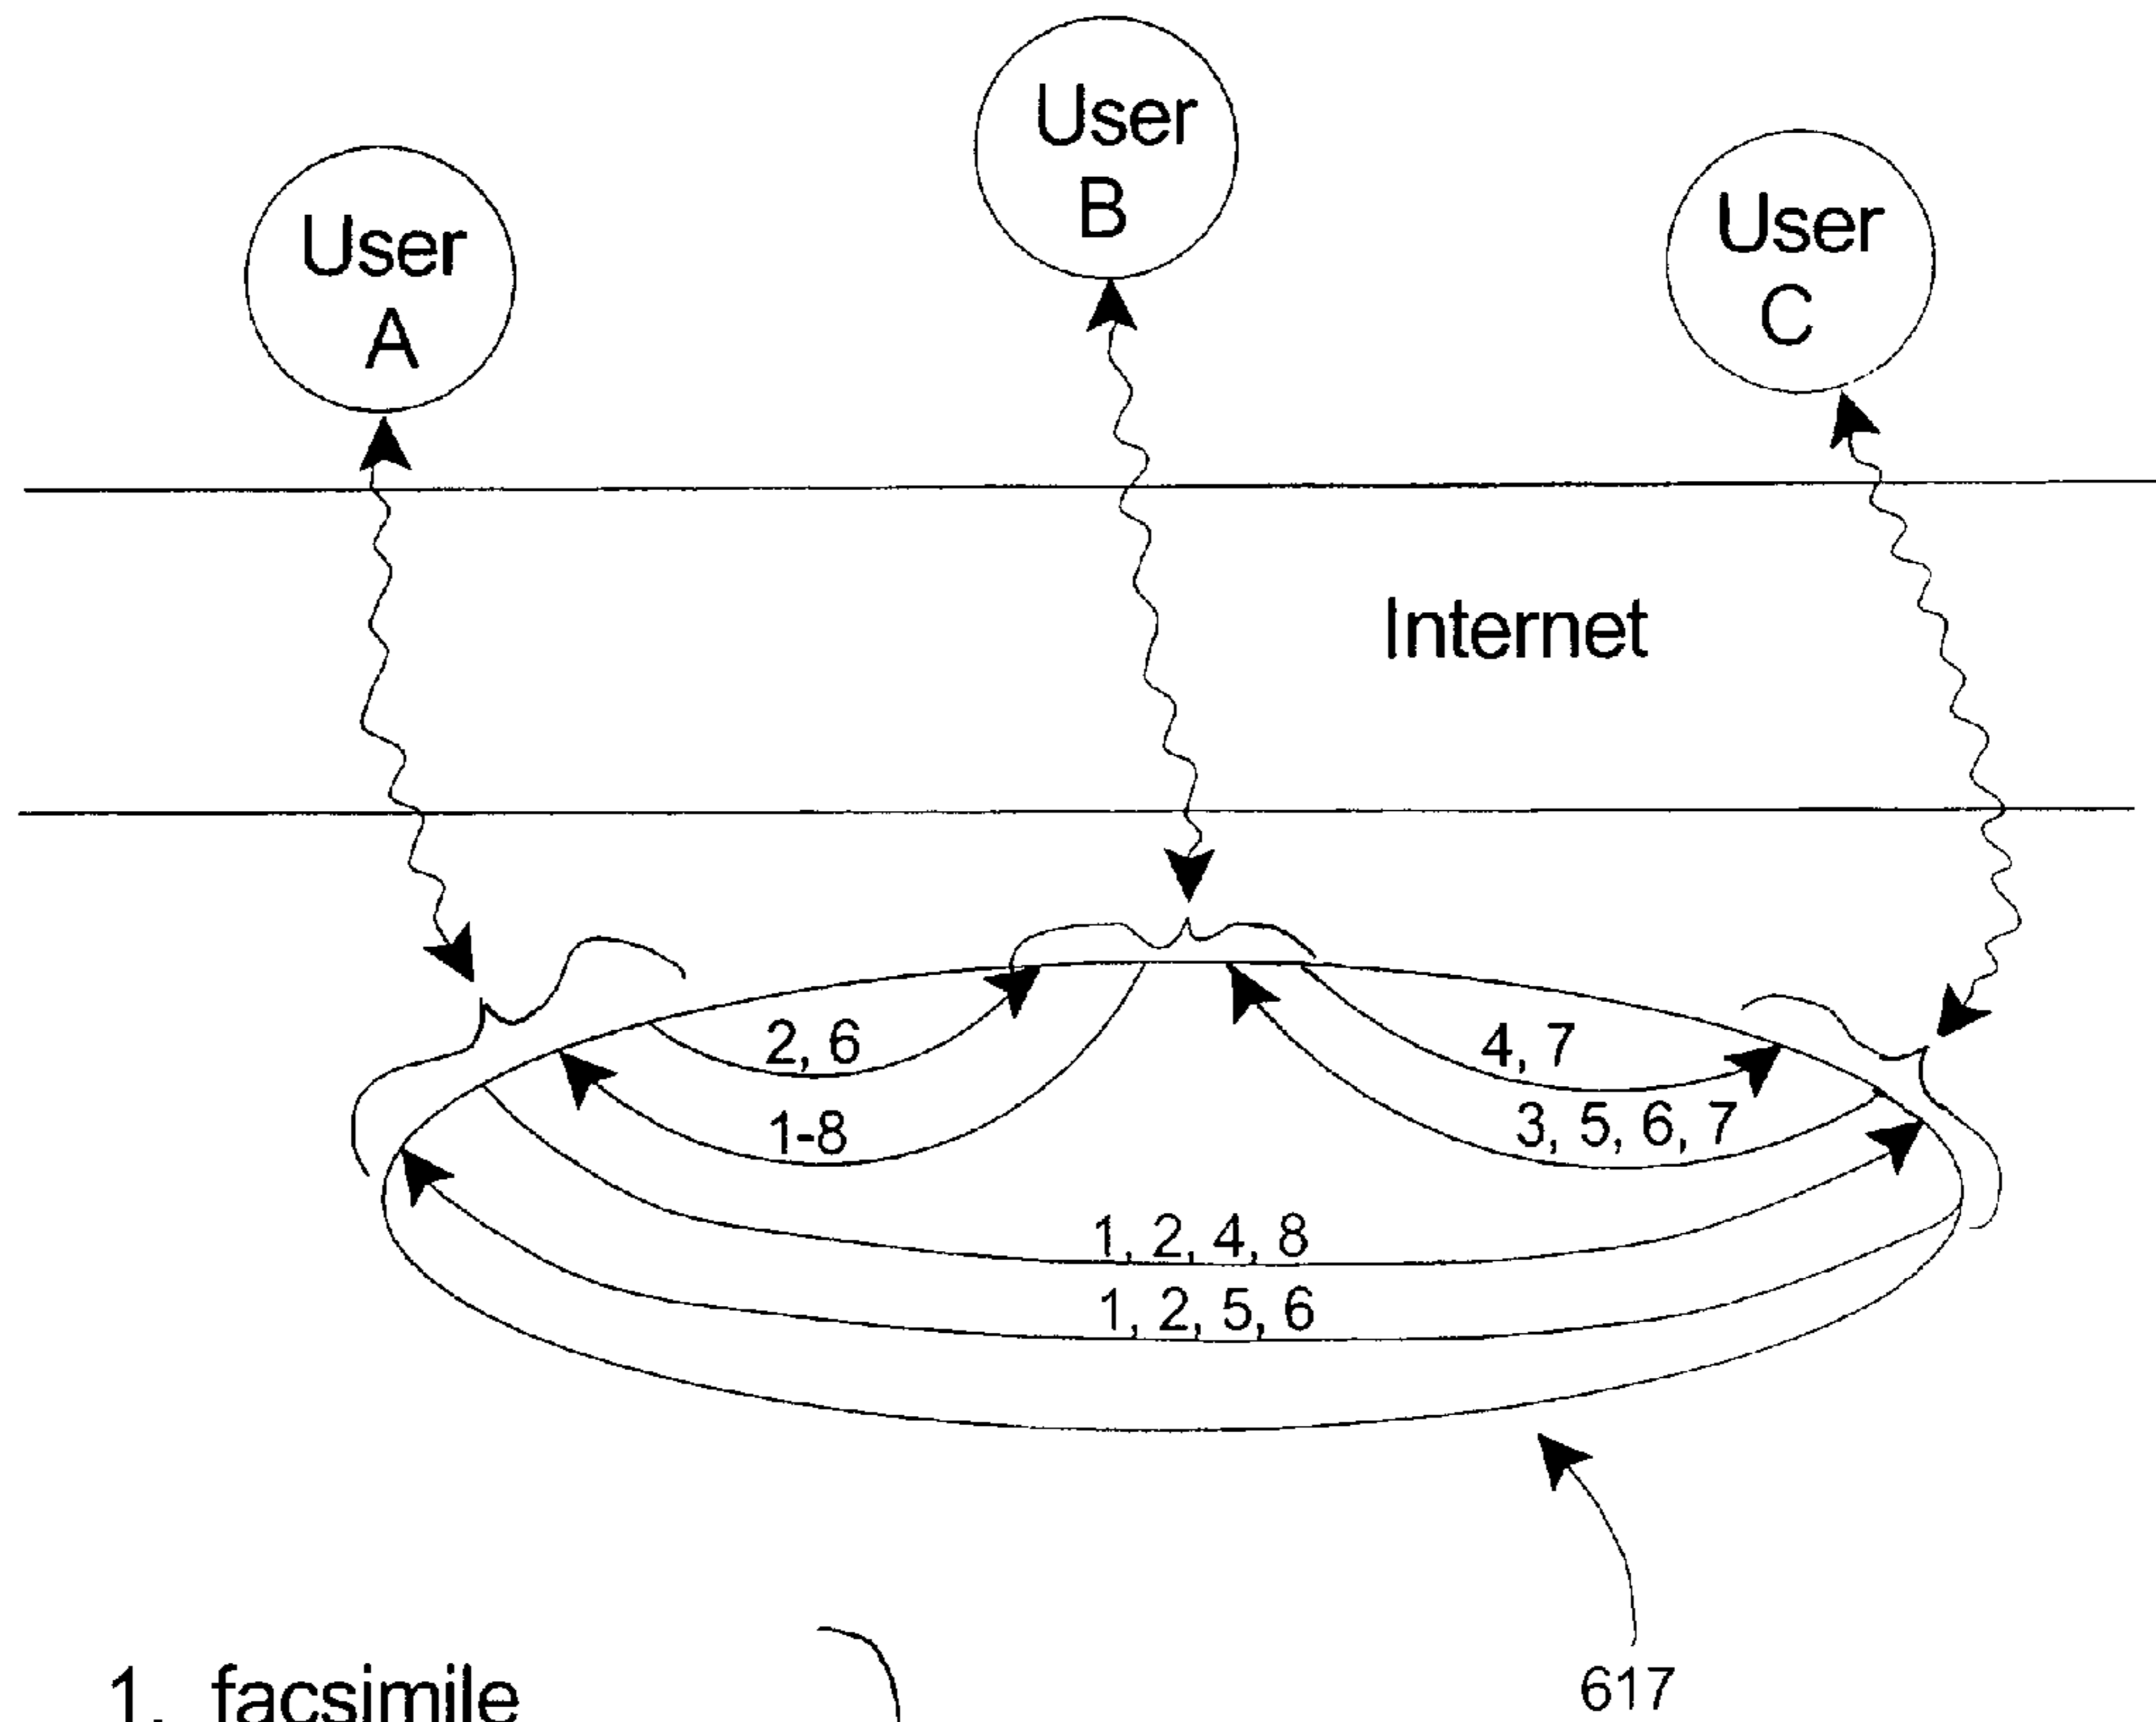 User
B
User
A
User
C
Internet
2, 6
4, 7
1-8
3, 5, 6, 7
1, 2, 4, 8
1, 2, 5, 6
617
1. facsimile